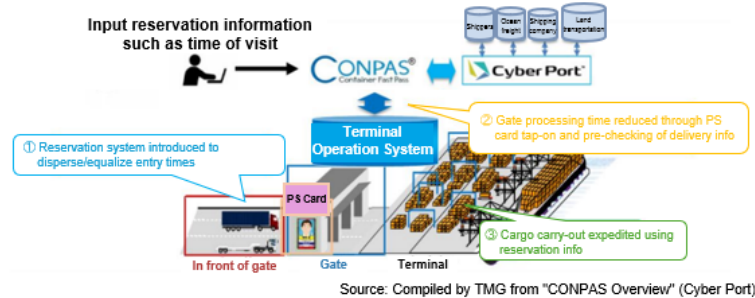 Input reservation information
such as time of visit
CONPAS®
Container Fast Pass
Shippers
Ocean
freight
Shipping
company
Land
transportation
Cyber Port
① Reservation system introduced to
disperse/equalize entry times
Terminal
Operation System
② Gate processing time reduced through PS
card tap-on and pre-checking of delivery info
PS Card
③ Cargo carry-out expedited using
reservation info
In front of gate
Gate
Terminal
Source: Compiled by TMG from "CONPAS Overview" (Cyber Port)